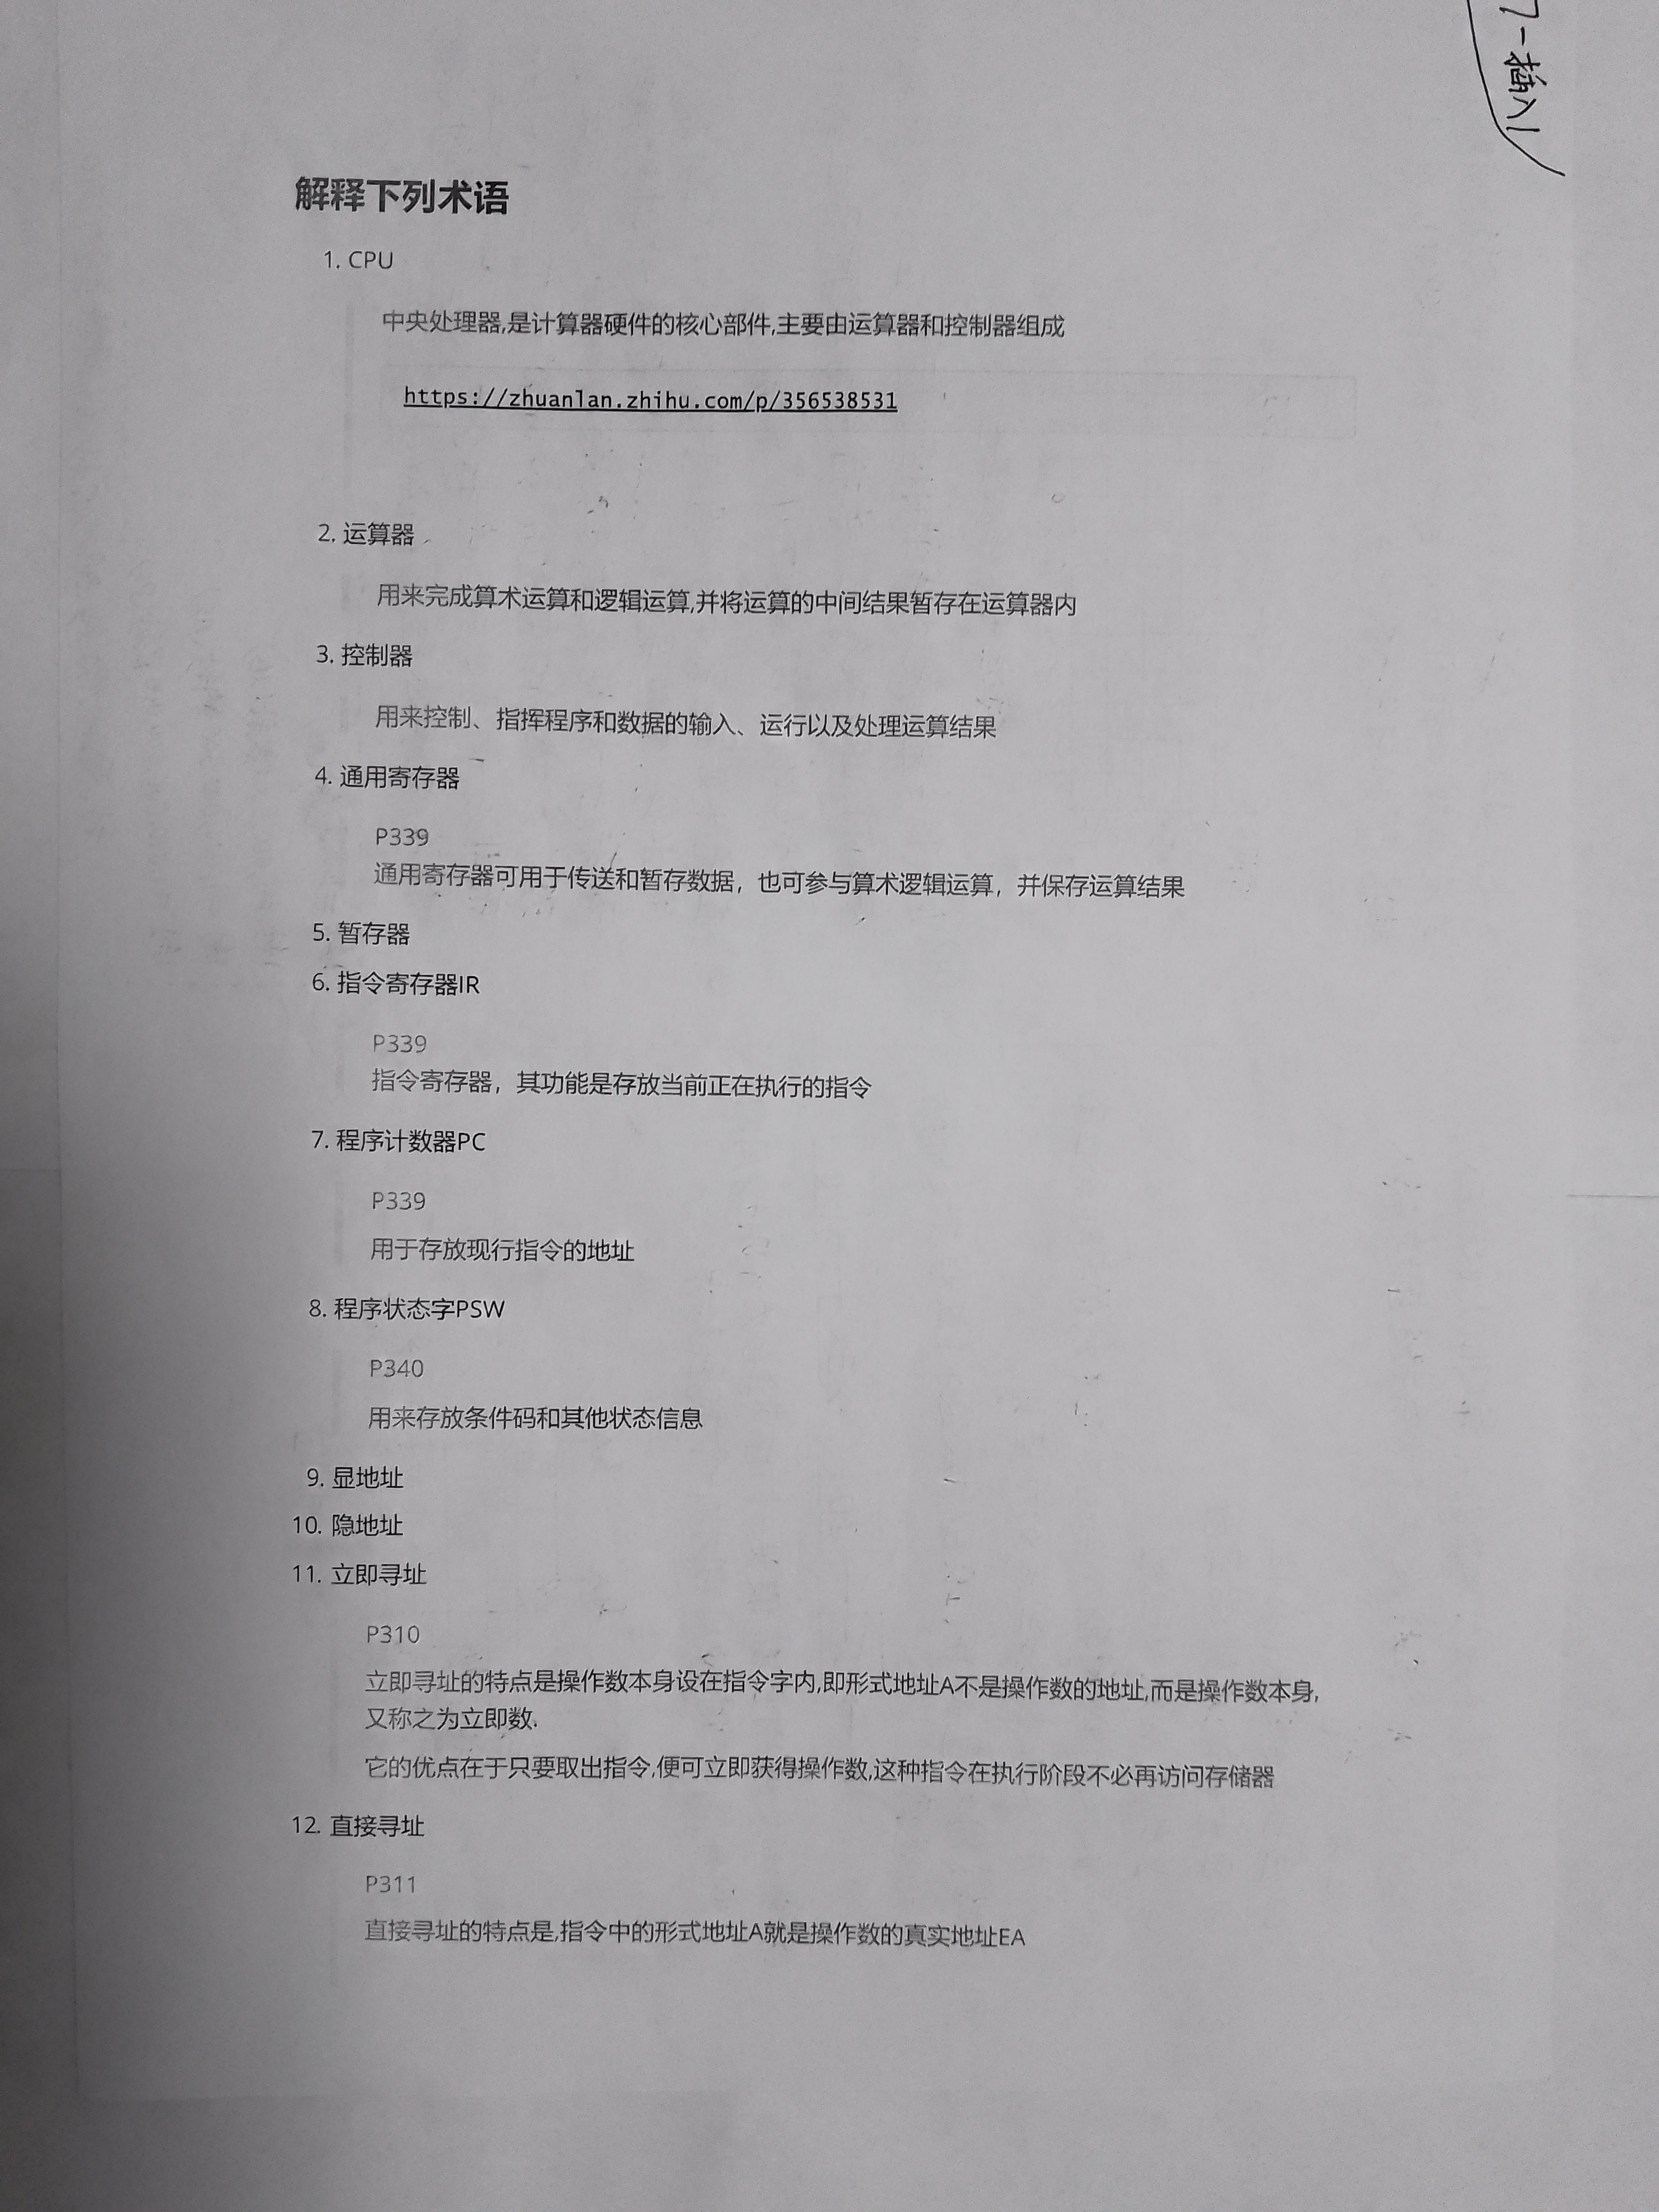 7-插入1
解释下列术语
1. CPU
中央处理器,是计算器硬件的核心部件,主要由运算器和控制器组成
https://zhuanlan.zhihu.com/p/356538531
2. 运算器
用来完成算术运算和逻辑运算,并将运算的中间结果暂存在运算器内
3. 控制器
用来控制、指挥程序和数据的输入、运行以及处理运算结果
4. 通用寄存器
P339
通用寄存器可用于传送和暂存数据，也可参与算术逻辑运算，并保存运算结果
5. 暂存器
6. 指令寄存器IR
P339
指令寄存器，其功能是存放当前正在执行的指令
7. 程序计数器PC
P339
用于存放现行指令的地址
8. 程序状态字PSW
P340
用来存放条件码和其他状态信息
9. 显地址
10. 隐地址
11. 立即寻址
P310
立即寻址的特点是操作数本身设在指令字内,即形式地址A不是操作数的地址,而是操作数本身,
又称之为立即数.
它的优点在于只要取出指令,便可立即获得操作数,这种指令在执行阶段不必再访问存储器
12. 直接寻址
P311
直接寻址的特点是,指令中的形式地址A就是操作数的真实地址EA